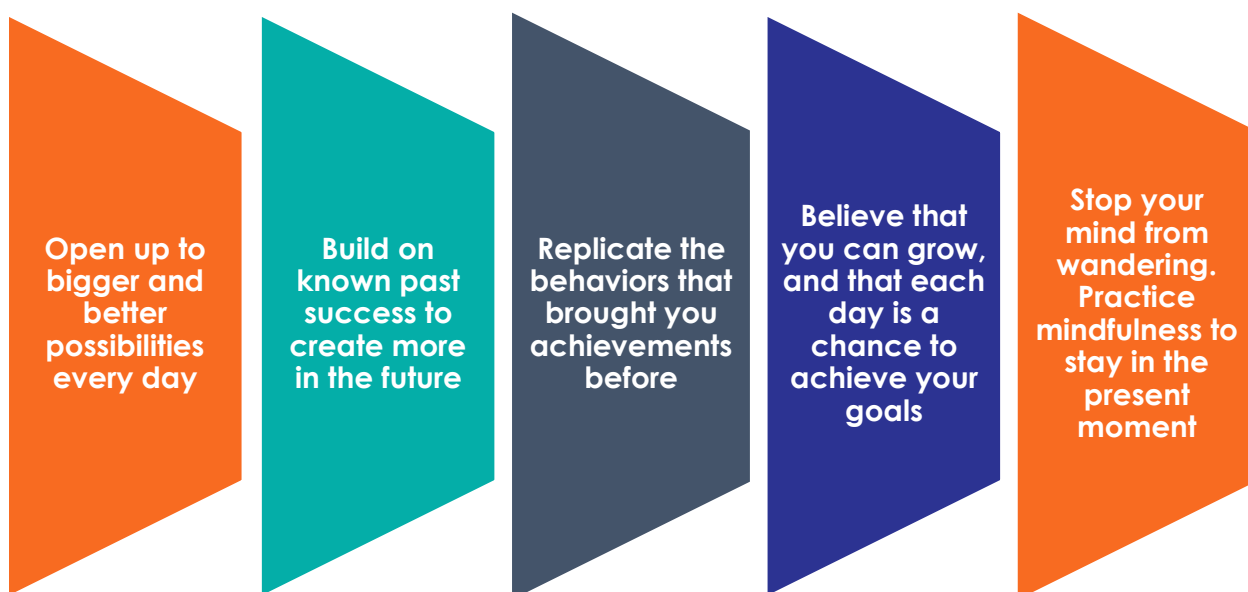 Open up to
bigger and
better
possibilities
every day
Build on
known past
success to
create more
in the future
Replicate the
behaviors that
brought you
achievements
before
Believe that
you can grow,
and that each
day is a
chance to
achieve your
goals
Stop your
mind from
wandering.
Practice
mindfulness to
stay in the
present
moment